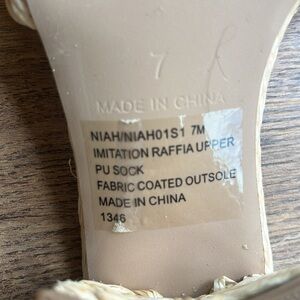 7
MADE IN CHINA
NIAH/NIAH01S1 7M
IMITATION RAFFIA UPPER
PU SOCK
FABRIC COATED OUTSOLE
MADE IN CHINA
1346